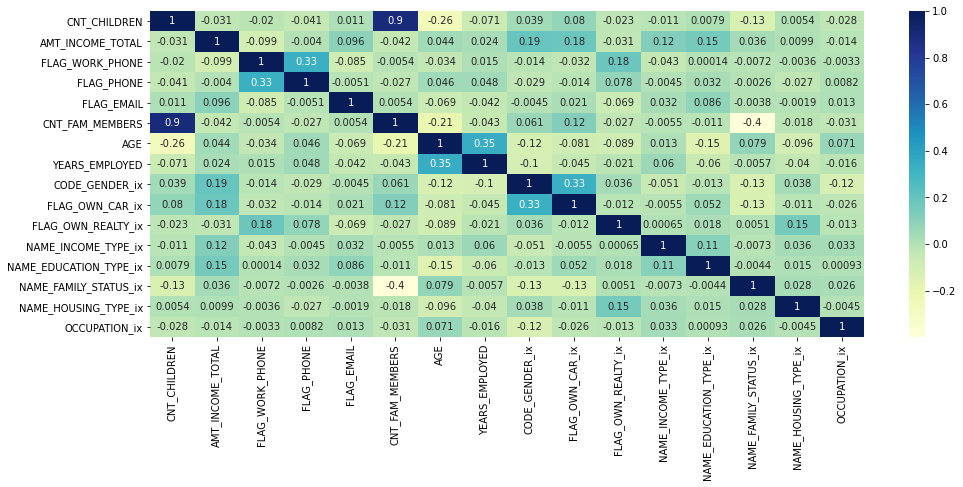 CNT_CHILDREN 1 -0.031 -0.02 -0.041 0.011 0.9 -0.26 -0.071 0.039 0.08 -0.023 -0.011 0.0079 -0.13 0.0054 -0.028
AMT_INCOME_TOTAL -0.031 1 -0.099 -0.004 0.096 -0.042 0.044 0.024 0.19 0.18 -0.031 0.12 0.15 0.036 0.0099 -0.014
FLAG_WORK_PHONE -0.02 -0.099 1 0.33 -0.085 -0.0054 -0.034 0.015 -0.014 -0.032 0.18 -0.043 0.00014 -0.0072 -0.0036 -0.0033
FLAG_PHONE -0.041 -0.004 0.33 1 -0.0051 -0.027 0.046 0.048 -0.029 -0.014 0.078 -0.0045 0.032 -0.0026 -0.027 0.0082
FLAG_EMAIL 0.011 0.096 -0.085 -0.0051 1 0.0054 -0.069 -0.042 -0.0045 0.021 -0.069 0.032 0.086 -0.0038 -0.0019 0.013
CNT_FAM_MEMBERS 0.9 -0.042 -0.0054 -0.027 0.0054 1 -0.21 -0.043 0.061 0.12 -0.027 -0.0055 -0.011 -0.4 -0.018 -0.031
AGE -0.26 0.044 -0.034 0.046 -0.069 -0.21 1 0.35 -0.12 -0.081 -0.089 0.013 -0.15 0.079 -0.096 0.071
YEARS_EMPLOYED -0.071 0.024 0.015 0.048 -0.042 -0.043 0.35 1 -0.1 -0.045 -0.021 0.06 -0.06 -0.0057 -0.04 -0.016
CODE_GENDER_ix 0.039 0.19 -0.014 -0.029 -0.0045 0.061 -0.12 -0.1 1 0.33 0.036 -0.051 -0.013 -0.13 0.038 -0.12
FLAG_OWN_CAR_ix 0.08 0.18 -0.032 -0.014 0.021 0.12 -0.081 -0.045 0.33 1 -0.012 -0.0055 0.052 -0.13 -0.011 -0.026
FLAG_OWN_REALTY_ix -0.023 -0.031 0.18 0.078 -0.069 -0.027 -0.089 -0.021 0.036 -0.012 1 0.00065 0.018 0.0051 0.15 -0.013
NAME_INCOME_TYPE_ix -0.011 0.12 -0.043 -0.0045 0.032 -0.0055 0.013 0.06 -0.051 -0.0055 0.00065 1 0.11 -0.0073 0.036 0.033
NAME_EDUCATION_TYPE_ix 0.0079 0.15 0.00014 0.032 0.086 -0.011 -0.15 -0.06 -0.013 0.052 0.018 0.11 1 -0.0044 0.015 0.00093
NAME_FAMILY_STATUS_ix -0.13 0.036 -0.0072 -0.0026 -0.0038 -0.4 0.079 -0.0057 -0.13 -0.13 0.0051 -0.0073 -0.0044 1 0.028 0.026
NAME_HOUSING_TYPE_ix 0.0054 0.0099 -0.0036 -0.027 -0.0019 -0.018 -0.096 -0.04 0.038 -0.011 0.15 0.036 0.015 0.028 1 -0.0045
OCCUPATION_ix -0.028 -0.014 -0.0033 0.0082 0.013 -0.031 0.071 -0.016 -0.12 -0.026 -0.013 0.033 0.00093 0.026 -0.0045 1
CNT_CHILDREN
AMT_INCOME_TOTAL
FLAG_WORK_PHONE
FLAG_PHONE
FLAG_EMAIL
CNT_FAM_MEMBERS
AGE
YEARS_EMPLOYED
CODE_GENDER_ix
FLAG_OWN_CAR_ix
FLAG_OWN_REALTY_ix
NAME_INCOME_TYPE_ix
NAME_EDUCATION_TYPE_ix
NAME_FAMILY_STATUS_ix
NAME_HOUSING_TYPE_ix
OCCUPATION_ix
1.0
0.8
0.6
0.4
0.2
0.0
−0.2